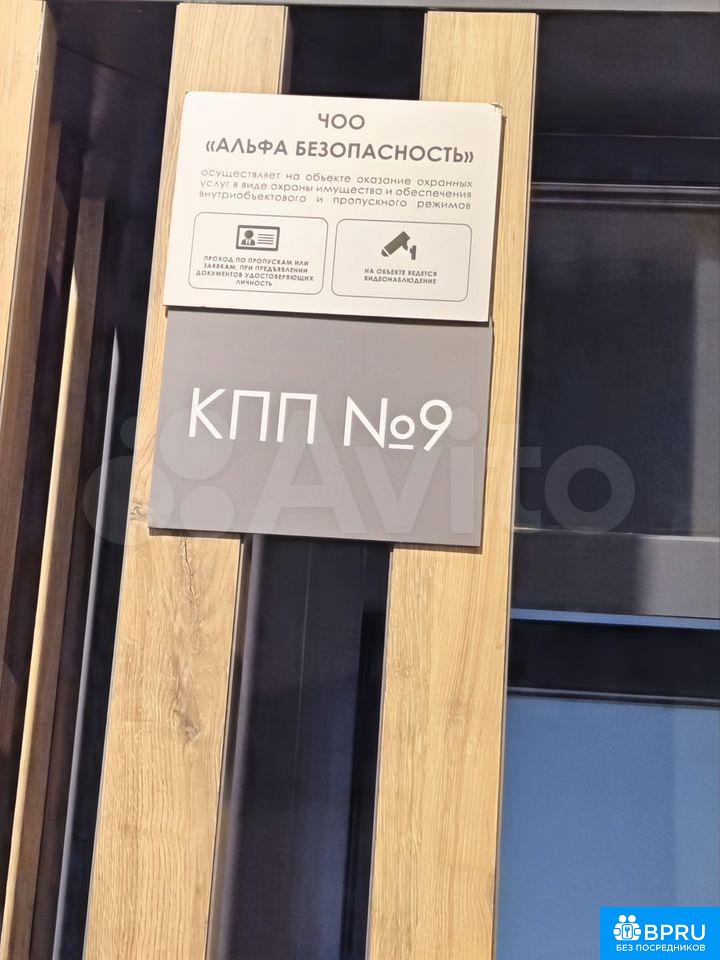 ЧОО
«АЛЬФА БЕЗОПАСНОСТЬ»
осуществляет на объекте оказание охранных
услуг в виде охраны имущества и обеспечения
внутриобъектового и пропускного режимов
ПРОХОД ПО ПРОПУСКАМ ИЛИ
ЗАЯВКАМ, ПРИ ПРЕДЪЯВЛЕНИИ
ДОКУМЕНТОВ УДОСТОВЕРЯЮЩИХ
ЛИЧНОСТЬ
НА ОБЪЕКТЕ ВЕДЕТСЯ
ВИДЕОНАБЛЮДЕНИЕ
КПП №9
Avito
BPRU
БЕЗ ПОСРЕДНИКОВ